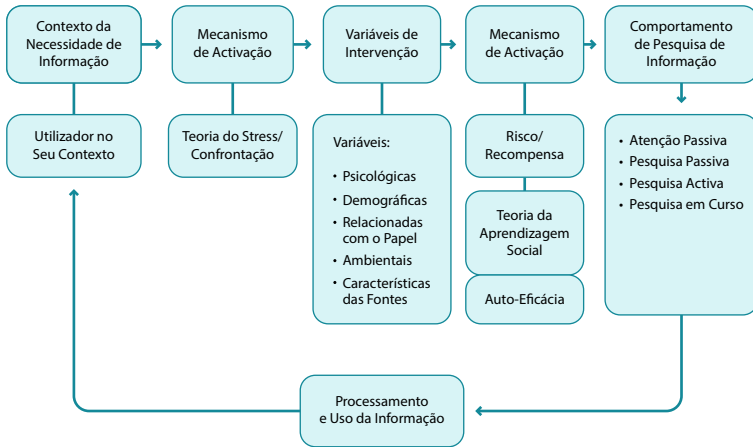 Contexto da
Necessidade de
Informação
Mecanismo
de Activação
Variáveis de
Intervenção
Mecanismo
de Activação
Comportamento
de Pesquisa de
Informação
Utilizador no
Seu Contexto
Teoria do Stress/
Confrontação
Variáveis:
• Psicológicas
• Demográficas
• Relacionadas
com o Papel
• Ambientais
• Características
das Fontes
Risco/
Recompensa
Teoria da
Aprendizagem
Social
Auto-Eficácia
• Atenção Passiva
• Pesquisa Passiva
• Pesquisa Activa
• Pesquisa em Curso
Processamento
e Uso da Informação